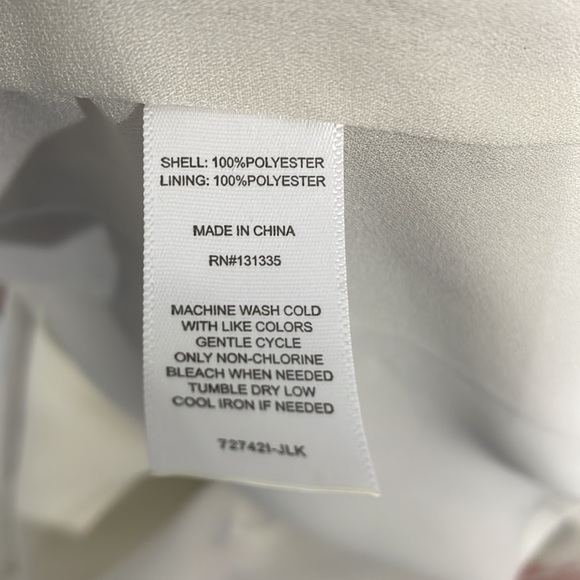 SHELL: 100%POLYESTER
LINING: 100%POLYESTER
MADE IN CHINA
RN#131335
MACHINE WASH COLD
WITH LIKE COLORS
GENTLE CYCLE
ONLY NON-CHLORINE
BLEACH WHEN NEEDED
TUMBLE DRY LOW
COOL IRON IF NEEDED
727421-JLK